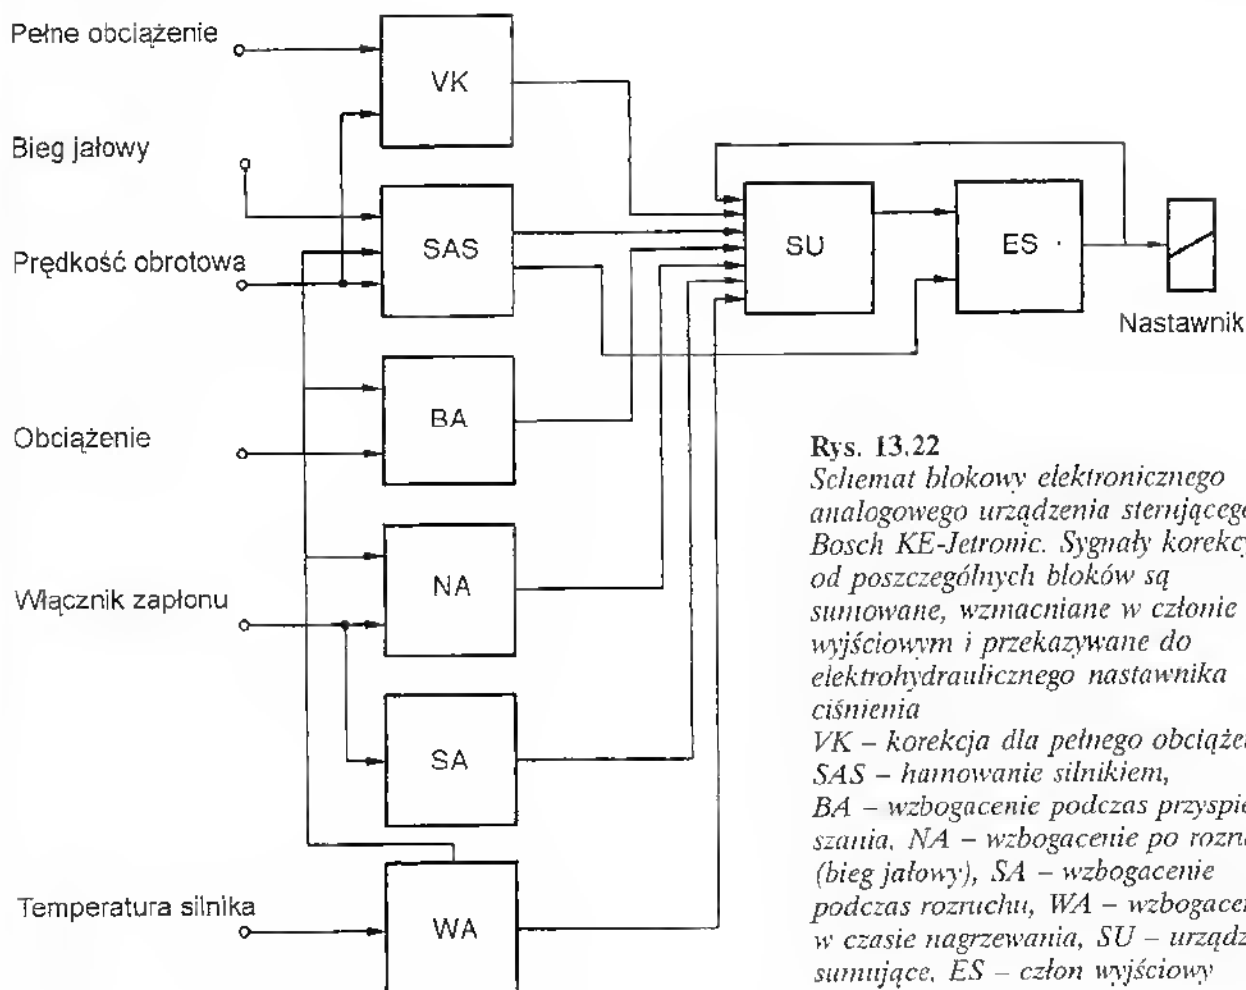 Pełne obciążenie
VK
Bieg jałowy
Prędkość obrotowa
SAS
SU
ES
Nastawnik
Obciążenie
BA
Włącznik zapłonu
NA
SA
Temperatura silnika
WA
Rys. 13.22
Schemat blokowy elektronicznego
analogowego urządzenia sterującego
Bosch KE-Jetronic. Sygnały korekcy
od poszczególnych bloków są
sumowane, wzmacniane w członie
wyjściowym i przekazywane do
elektrohydraulicznego nastawnika
ciśnienia
VK – korekcja dla pełnego obciąże
SAS – hamowanie silnikiem,
BA – wzbogacenie podczas przyspie
szania, NA – wzbogacenie po rozru
(bieg jałowy), SA – wzbogacenie
podczas rozruchu, WA – wzbogace
w czasie nagrzewania, SU – urządz
sumujące, ES – człon wyjściowy